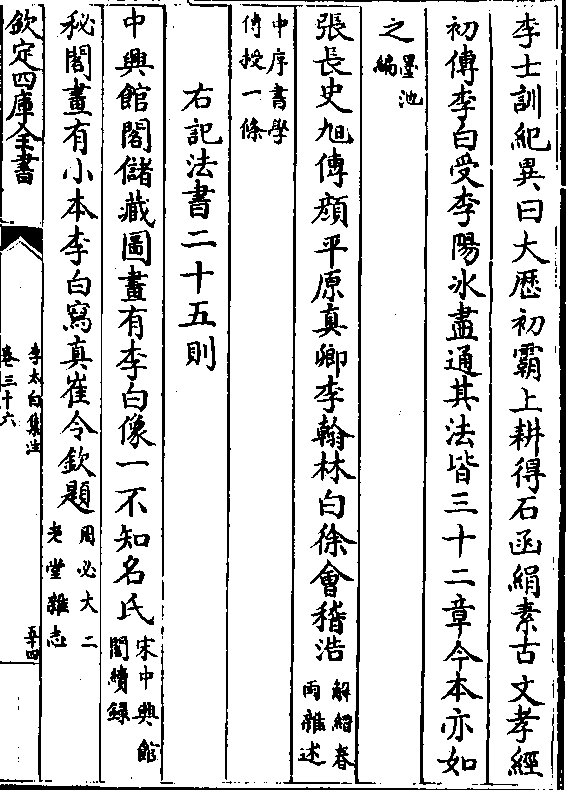 李士訓紀異曰大歷初霸上耕得石函絹素古文孝經
初傳李白受李陽冰盡通其法皆三十二章今本亦如
之墨池
編
張長史旭傳顔平原真卿李翰林白徐會稽浩解縉春
雨雜述
中序書學
傳授一條
右記法書二十五則
中興館閣儲藏圖畫有李白像一不知名氏宋中興館
閣續録
秘閣畫有小本李白寫真崔令欽題周必大二
老堂雜志
欽定四庫全書
李太白集注
卷三十六
五十四